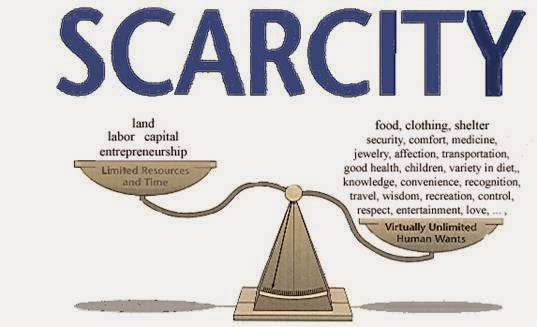 SCARCITY
land
labor capital
entrepreneurship
Limited Resources
and Time
food, clothing, shelter
security, comfort, medicine,
jewelry, affection, transportation,
good health, children, variety in diet,,
knowledge, convenience, recognition,
travel, wisdom, recreation, control,
respect, entertainment, love, ... ,
Virtually Unlimited
Human Wants